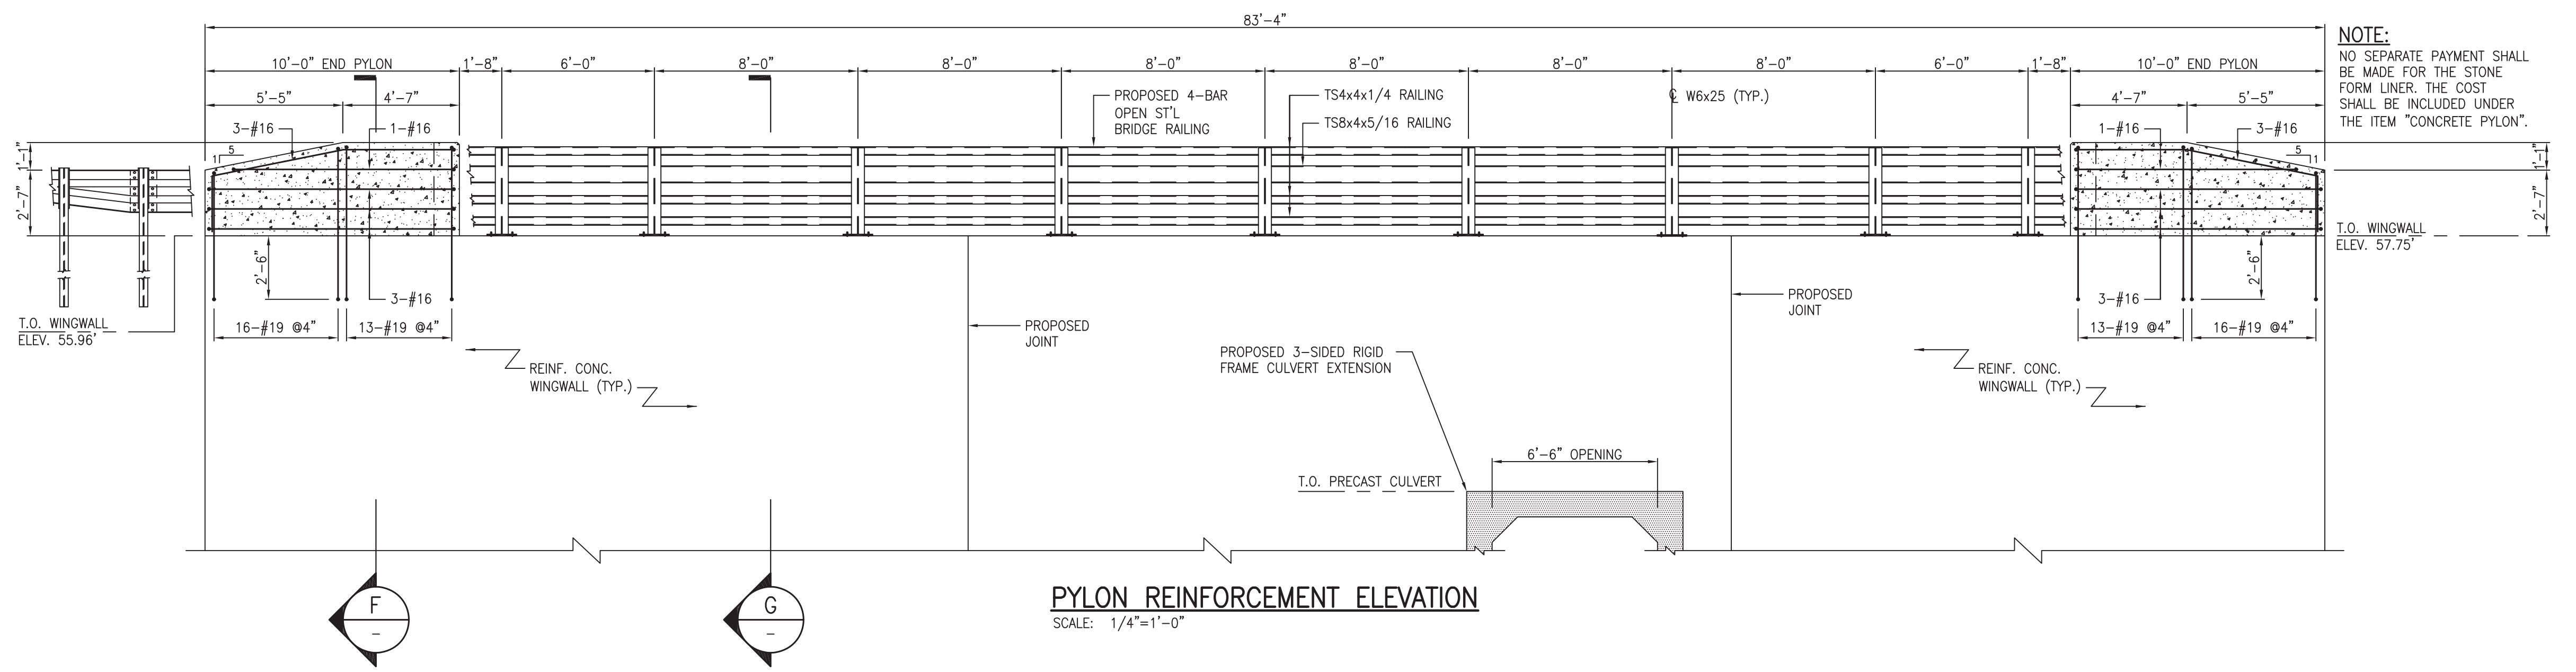 83'-4"
10'-0" END PYLON
1'-8"
6'-0"
8'-0"
8'-0"
8'-0"
8'-0"
8'-0"
8'-0"
6'-0"
1'-8"
10'-0" END PYLON
NOTE:
NO SEPARATE PAYMENT SHALL
BE MADE FOR THE STONE
FORM LINER. THE COST
SHALL BE INCLUDED UNDER
THE ITEM "CONCRETE PYLON".
5'-5"
4'-7"
PROPOSED 4-BAR
OPEN ST'L
BRIDGE RAILING
TS4x4x1/4 RAILING
TS8x4x5/16 RAILING
℄ W6x25 (TYP.)
4'-7"
5'-5"
3-#16
1-#16
1-#16
3-#16
1'-1"
5
1
5
1
1'-1"
2'-7"
2'-7"
T.O. WINGWALL
ELEV. 57.75'
2'-6"
2'-6"
3-#16
3-#16
T.O. WINGWALL
ELEV. 55.96'
16-#19 @4"
13-#19 @4"
13-#19 @4"
16-#19 @4"
PROPOSED
JOINT
PROPOSED
JOINT
REINF. CONC.
WINGWALL (TYP.)
PROPOSED 3-SIDED RIGID
FRAME CULVERT EXTENSION
REINF. CONC.
WINGWALL (TYP.)
6'-6" OPENING
T.O. PRECAST CULVERT
F
-
G
-
PYLON REINFORCEMENT ELEVATION
SCALE: 1/4"=1'-0"